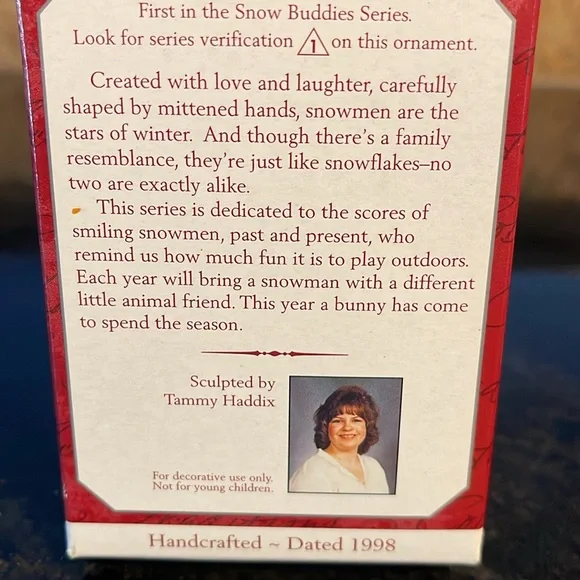 First in the Snow Buddies Series.
Look for series verification 1 on this ornament.
Created with love and laughter, carefully
shaped by mittened hands, snowmen are the
stars of winter. And though there's a family
resemblance, they're just like snowflakes–no
two are exactly alike.
This series is dedicated to the scores of
smiling snowmen, past and present, who
remind us how much fun it is to play outdoors.
Each year will bring a snowman with a different
little animal friend. This year a bunny has come
to spend the season.
Sculpted by
Tammy Haddix
For decorative use only.
Not for young children.
Handcrafted ~ Dated 1998